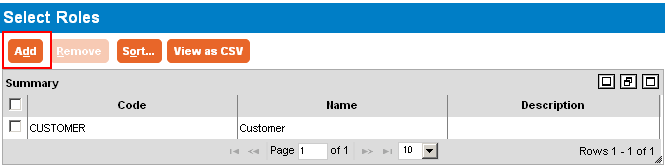 Select Roles
Add Remove Sort... View as CSV
Summary
Code Name Description
CUSTOMER Customer
Page 1 of 1 10 Rows 1 - 1 of 1